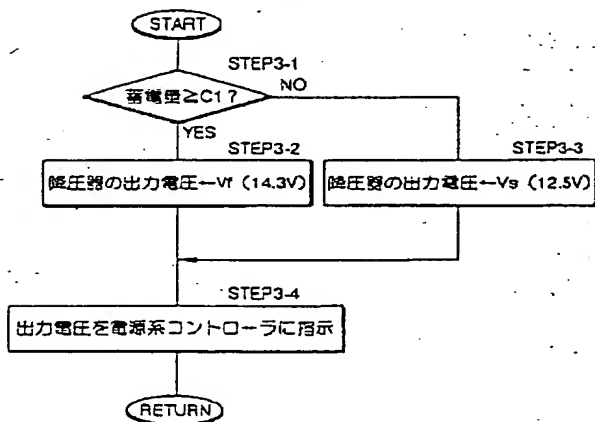 START
STEP3-1
蓄電量≧C1?
NO
YES
STEP3-2
降圧器の出力電圧←Vf (14.3V)
STEP3-3
降圧器の出力電圧←Vs (12.5V)
STEP3-4
出力電圧を電源系コントローラに指示
RETURN